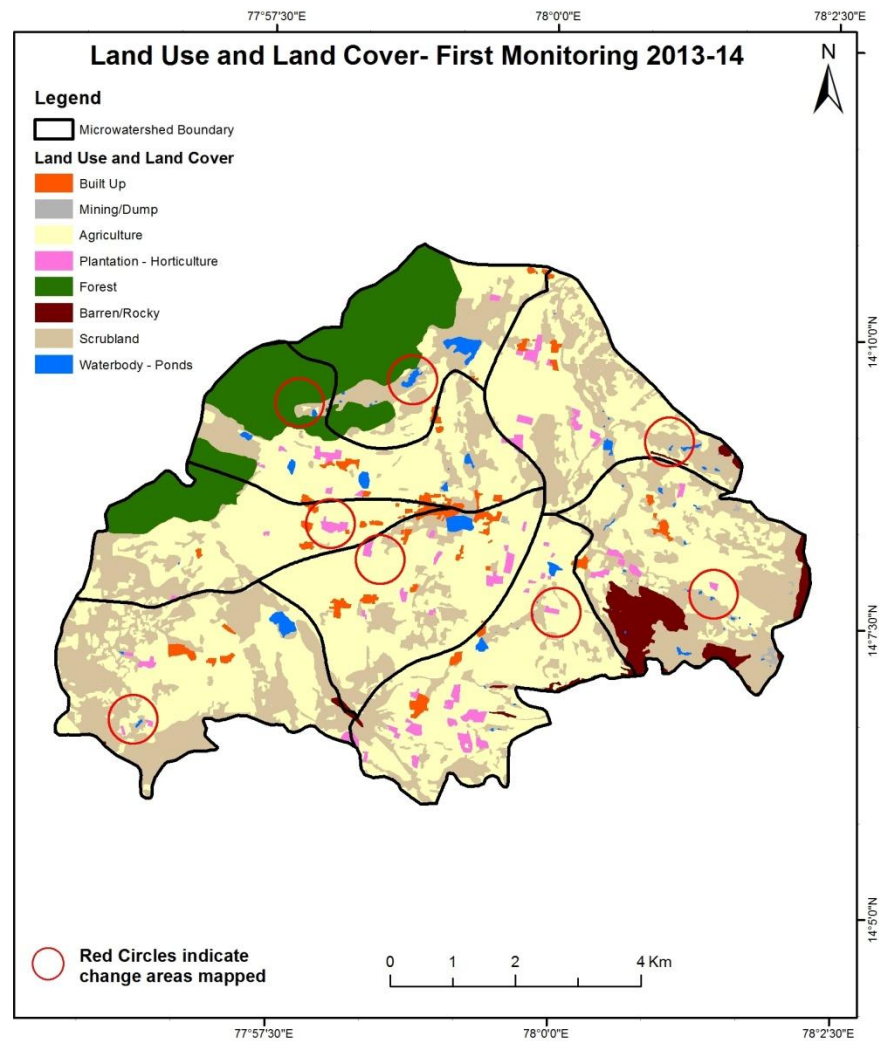 77°57'30"E 78°0'0"E 78°2'30"E
Land Use and Land Cover- First Monitoring 2013-14
N
Legend
Microwatershed Boundary
Land Use and Land Cover
Built Up
Mining/Dump
Agriculture
Plantation - Horticulture
Forest
Barren/Rocky
Scrubland
Waterbody - Ponds
14°10'0"N
14°7'30"N
14°5'0"N
Red Circles indicate
change areas mapped
0 1 2 4 Km
77°57'30"E 78°0'0"E 78°2'30"E